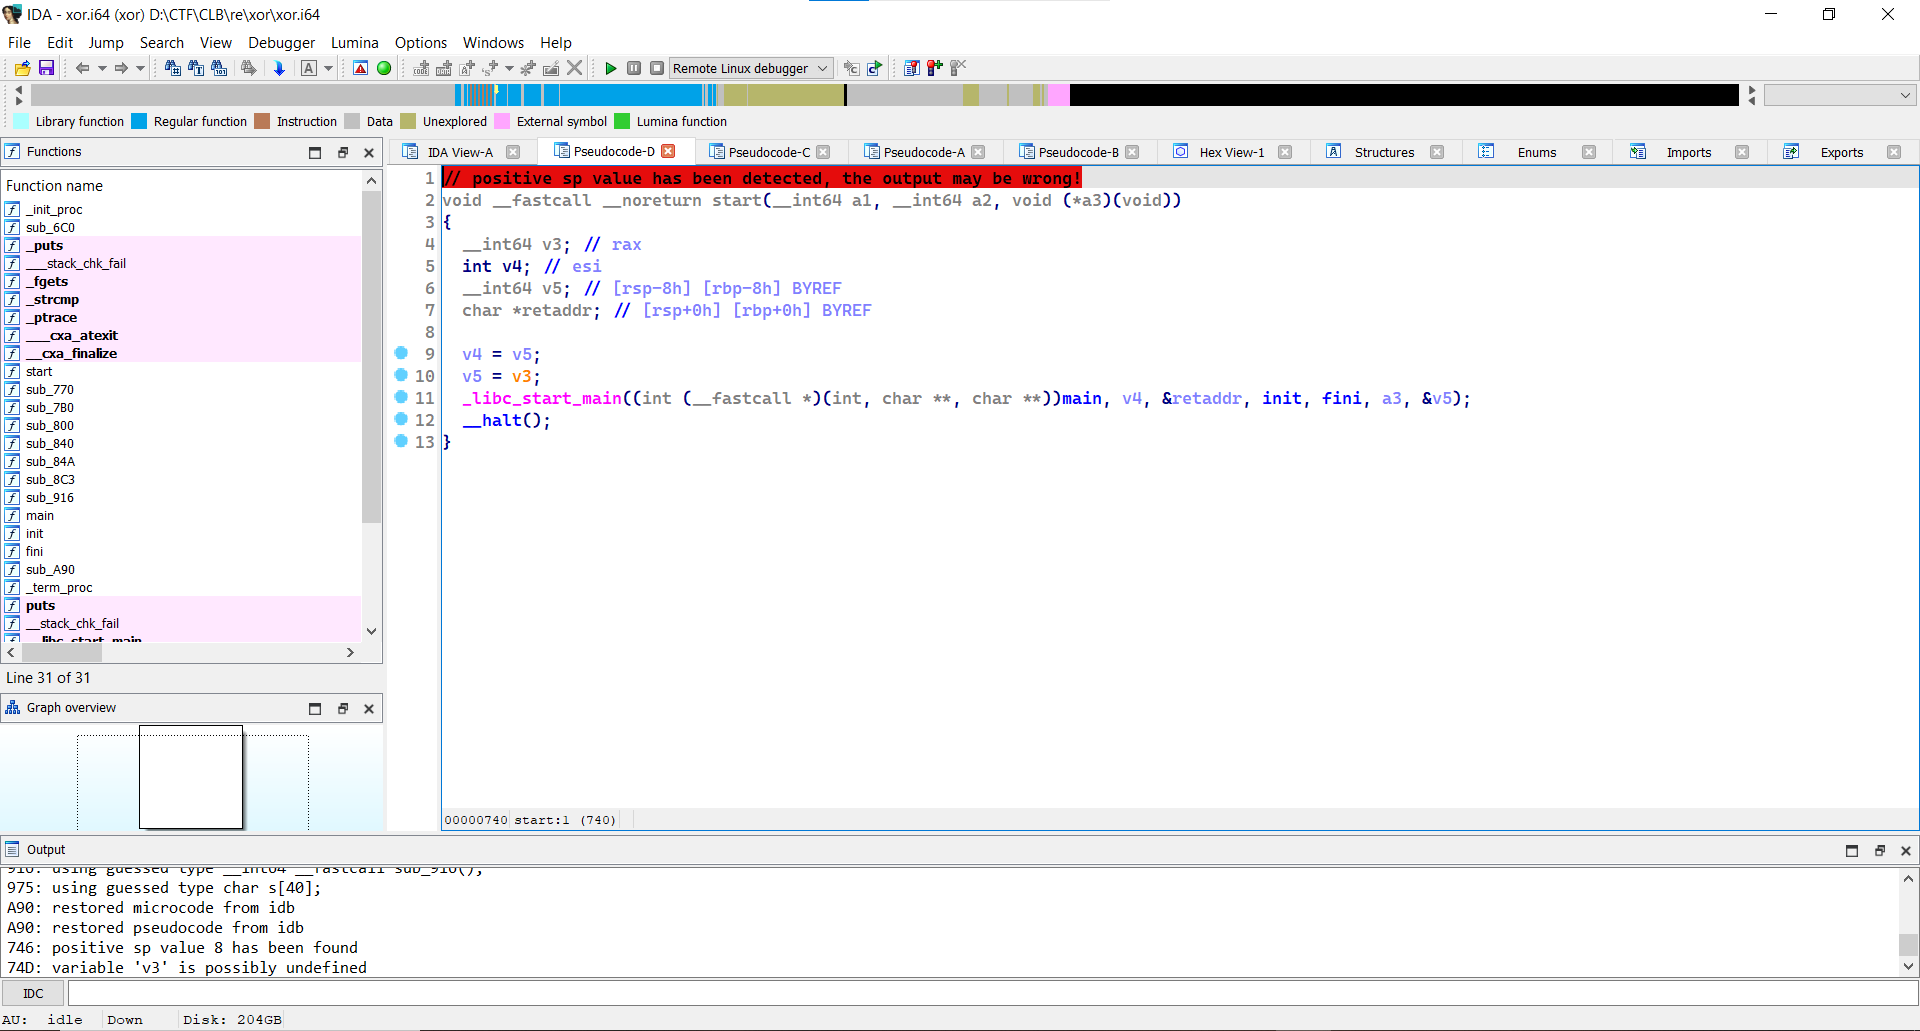 IDA - xor.i64 (xor) D:\CTF\CLB\re\xor\xor.i64
File Edit Jump Search View Debugger Lumina Options Windows Help
Remote Linux debugger
Library function Regular function Instruction Data Unexplored External symbol Lumina function
Functions
IDA View-A Pseudocode-D Pseudocode-C Pseudocode-A Pseudocode-B Hex View-1 Structures Enums Imports Exports
Function name
_init_proc
sub_6C0
_puts
___stack_chk_fail
_fgets
_strcmp
_ptrace
___cxa_atexit
__cxa_finalize
start
sub_770
sub_7B0
sub_800
sub_840
sub_84A
sub_8C3
sub_916
main
init
fini
sub_A90
_term_proc
puts
__stack_chk_fail
__libc_start_main
Line 31 of 31
Graph overview
1 // positive sp value has been detected, the output may be wrong!
2 void __fastcall __noreturn start(__int64 a1, __int64 a2, void (*a3)(void))
3 {
4 __int64 v3; // rax
5 int v4; // esi
6 __int64 v5; // [rsp-8h] [rbp-8h] BYREF
7 char *retaddr; // [rsp+0h] [rbp+0h] BYREF
8
9 v4 = v5;
10 v5 = v3;
11 _libc_start_main((int (__fastcall *)(int, char **, char **))main, v4, &retaddr, init, fini, a3, &v5);
12 __halt();
13 }
00000740 start:1 (740)
Output
916: using guessed type __int64 __fastcall sub_916();
975: using guessed type char s[40];
A90: restored microcode from idb
A90: restored pseudocode from idb
746: positive sp value 8 has been found
74D: variable 'v3' is possibly undefined
IDC
AU: idle Down Disk: 204GB